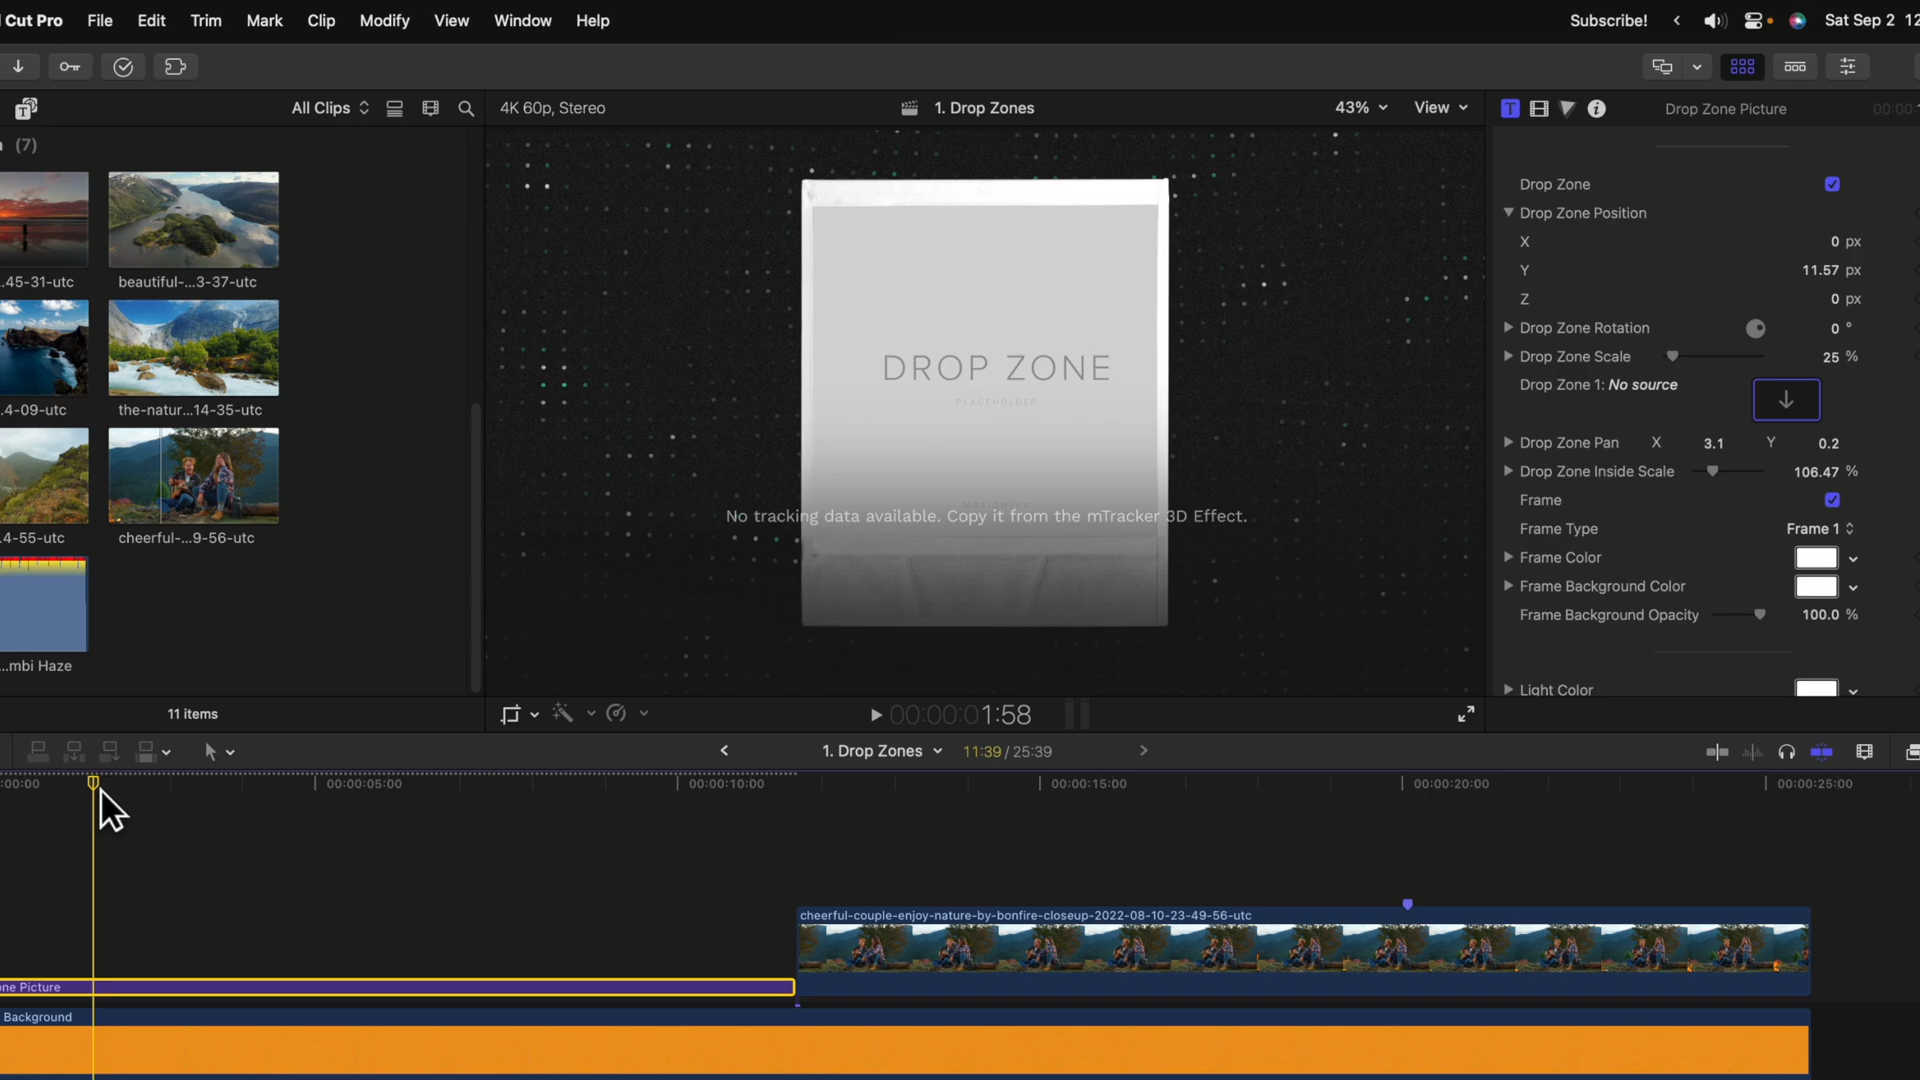 Cut Pro File Edit Trim Mark Clip Modify View Window Help Subscribe! Sat Sep 2 12
All Clips 4K 60p, Stereo 1. Drop Zones 43% View Drop Zone Picture 00:00:
(7)
Drop Zone
Drop Zone Position
X 0 px
Y 11.57 px
Z 0 px
Drop Zone Rotation 0 °
Drop Zone Scale 25 %
Drop Zone 1: No source
Drop Zone Pan X 3.1 Y 0.2
Drop Zone Inside Scale 106.47 %
Frame
Frame Type Frame 1
Frame Color
Frame Background Color
Frame Background Opacity 100.0 %
Light Color
...45-31-utc beautiful-...3-37-utc
...4-09-utc the-natur...14-35-utc
...4-55-utc cheerful-...9-56-utc
...mbi Haze
DROP ZONE
PLACEHOLDER
No tracking data available. Copy it from the mTracker 3D Effect.
11 items 00:00:01:58
1. Drop Zones 11:39 / 25:39
:00:00 00:00:05:00 00:00:10:00 00:00:15:00 00:00:20:00 00:00:25:00
cheerful-couple-enjoy-nature-by-bonfire-closeup-2022-08-10-23-49-56-utc
one Picture
Background